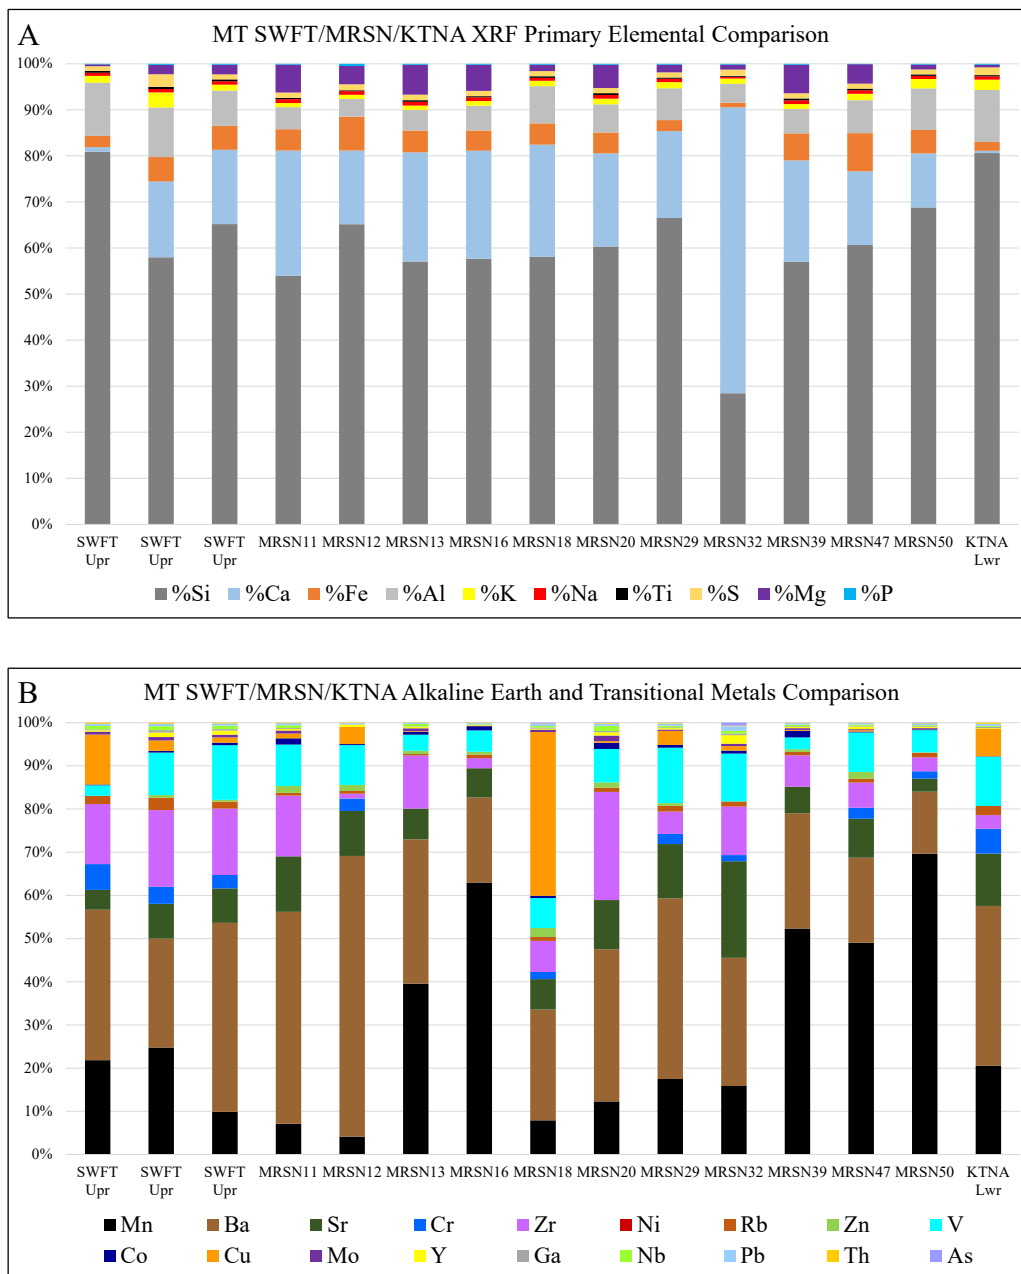 A
MT SWFT/MRSN/KTNA XRF Primary Elemental Comparison
100%
90%
80%
70%
60%
50%
40%
30%
20%
10%
0%
SWFT Upr SWFT Upr SWFT Upr MRSN11 MRSN12 MRSN13 MRSN16 MRSN18 MRSN20 MRSN29 MRSN32 MRSN39 MRSN47 MRSN50 KTNA Lwr
%Si %Ca %Fe %Al %K %Na %Ti %S %Mg %P
B
MT SWFT/MRSN/KTNA Alkaline Earth and Transitional Metals Comparison
100%
90%
80%
70%
60%
50%
40%
30%
20%
10%
0%
SWFT Upr SWFT Upr SWFT Upr MRSN11 MRSN12 MRSN13 MRSN16 MRSN18 MRSN20 MRSN29 MRSN32 MRSN39 MRSN47 MRSN50 KTNA Lwr
Mn Ba Sr Cr Zr Ni Rb Zn V
Co Cu Mo Y Ga Nb Pb Th As